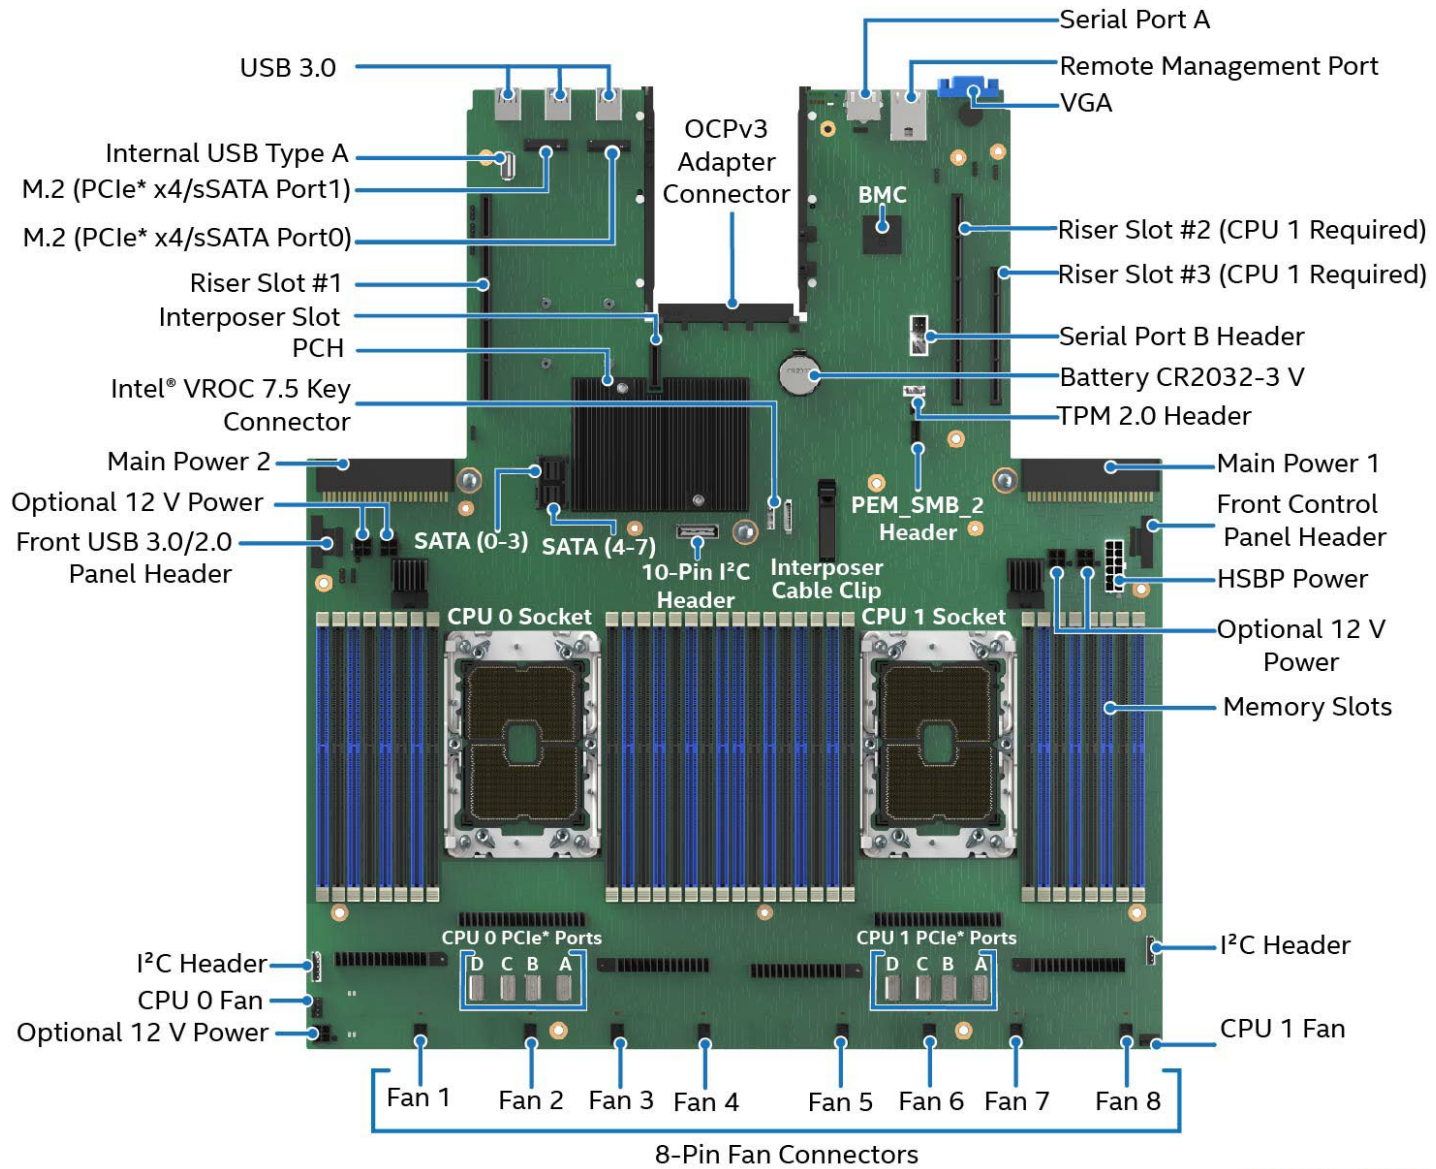 Serial Port A
USB 3.0
Remote Management Port
VGA
OCPv3
Adapter
Connector
Internal USB Type A
M.2 (PCIe* x4/sSATA Port1)
BMC
M.2 (PCIe* x4/sSATA Port0)
Riser Slot #2 (CPU 1 Required)
Riser Slot #1
Riser Slot #3 (CPU 1 Required)
Interposer Slot
PCH
Serial Port B Header
Intel® VROC 7.5 Key
Connector
Battery CR2032-3 V
TPM 2.0 Header
Main Power 2
Main Power 1
Optional 12 V Power
PEM_SMB_2
Header
Front Control
Panel Header
Front USB 3.0/2.0
Panel Header
SATA (0-3)
SATA (4-7)
10-Pin I²C
Header
Interposer
Cable Clip
HSBP Power
CPU 0 Socket
CPU 1 Socket
Optional 12 V
Power
Memory Slots
CPU 0 PCIe* Ports
D C B A
CPU 1 PCIe* Ports
D C B A
I²C Header
I²C Header
CPU 0 Fan
Optional 12 V Power
CPU 1 Fan
Fan 1
Fan 2
Fan 3
Fan 4
Fan 5
Fan 6
Fan 7
Fan 8
8-Pin Fan Connectors